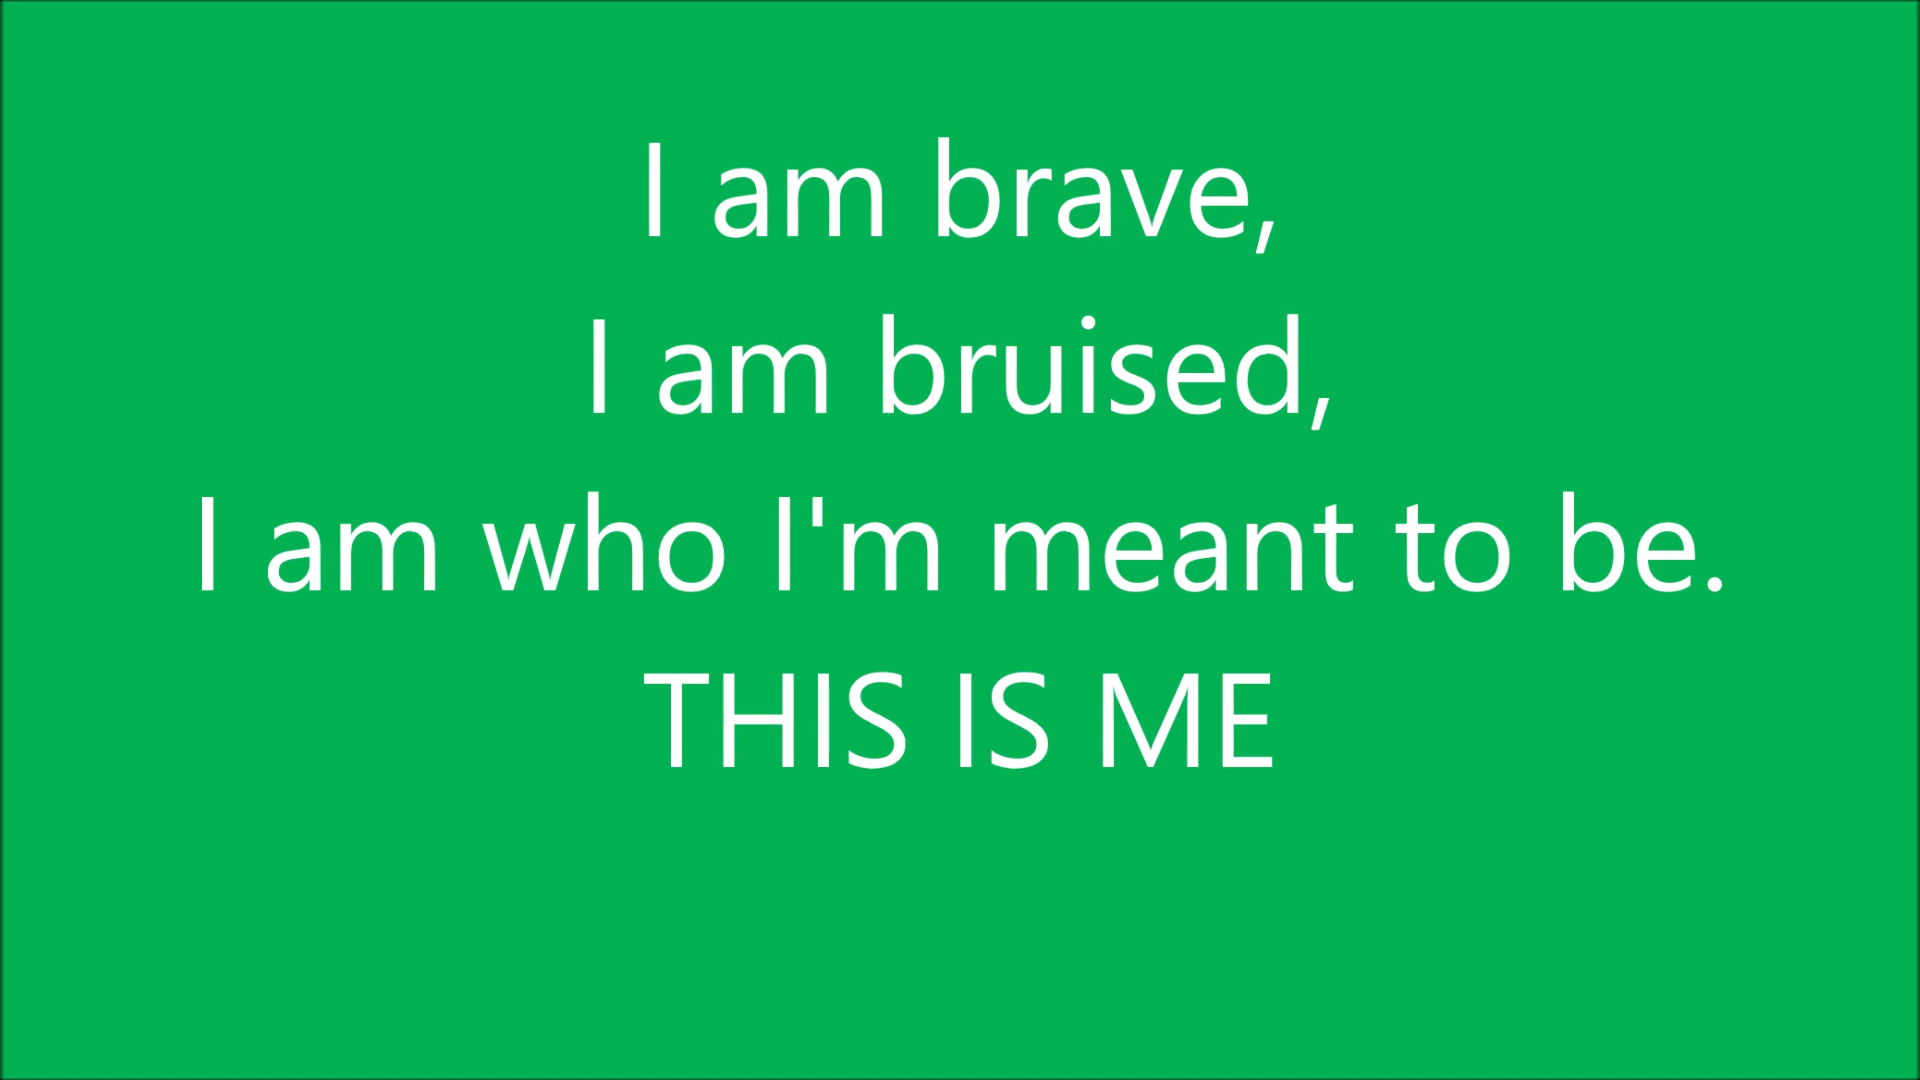 I am brave,
I am bruised,
I am who I'm meant to be.
THIS IS ME